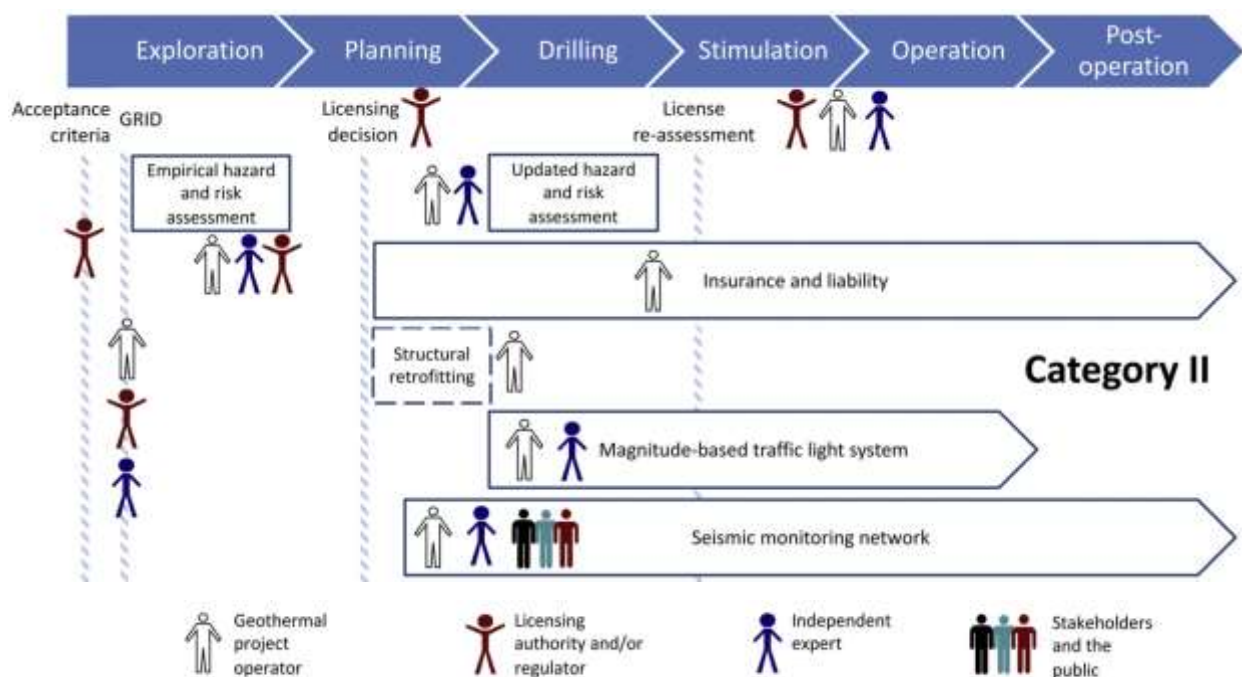 Exploration
Planning
Drilling
Stimulation
Operation
Post-
operation
Acceptance
criteria
GRID
Licensing
decision
License
re-assessment
Empirical hazard
and risk
assessment
Updated hazard
and risk
assessment
Insurance and liability
Structural
retrofitting
Category II
Magnitude-based traffic light system
Seismic monitoring network
Geothermal
project
operator
Licensing
authority and/or
regulator
Independent
expert
Stakeholders
and the
public